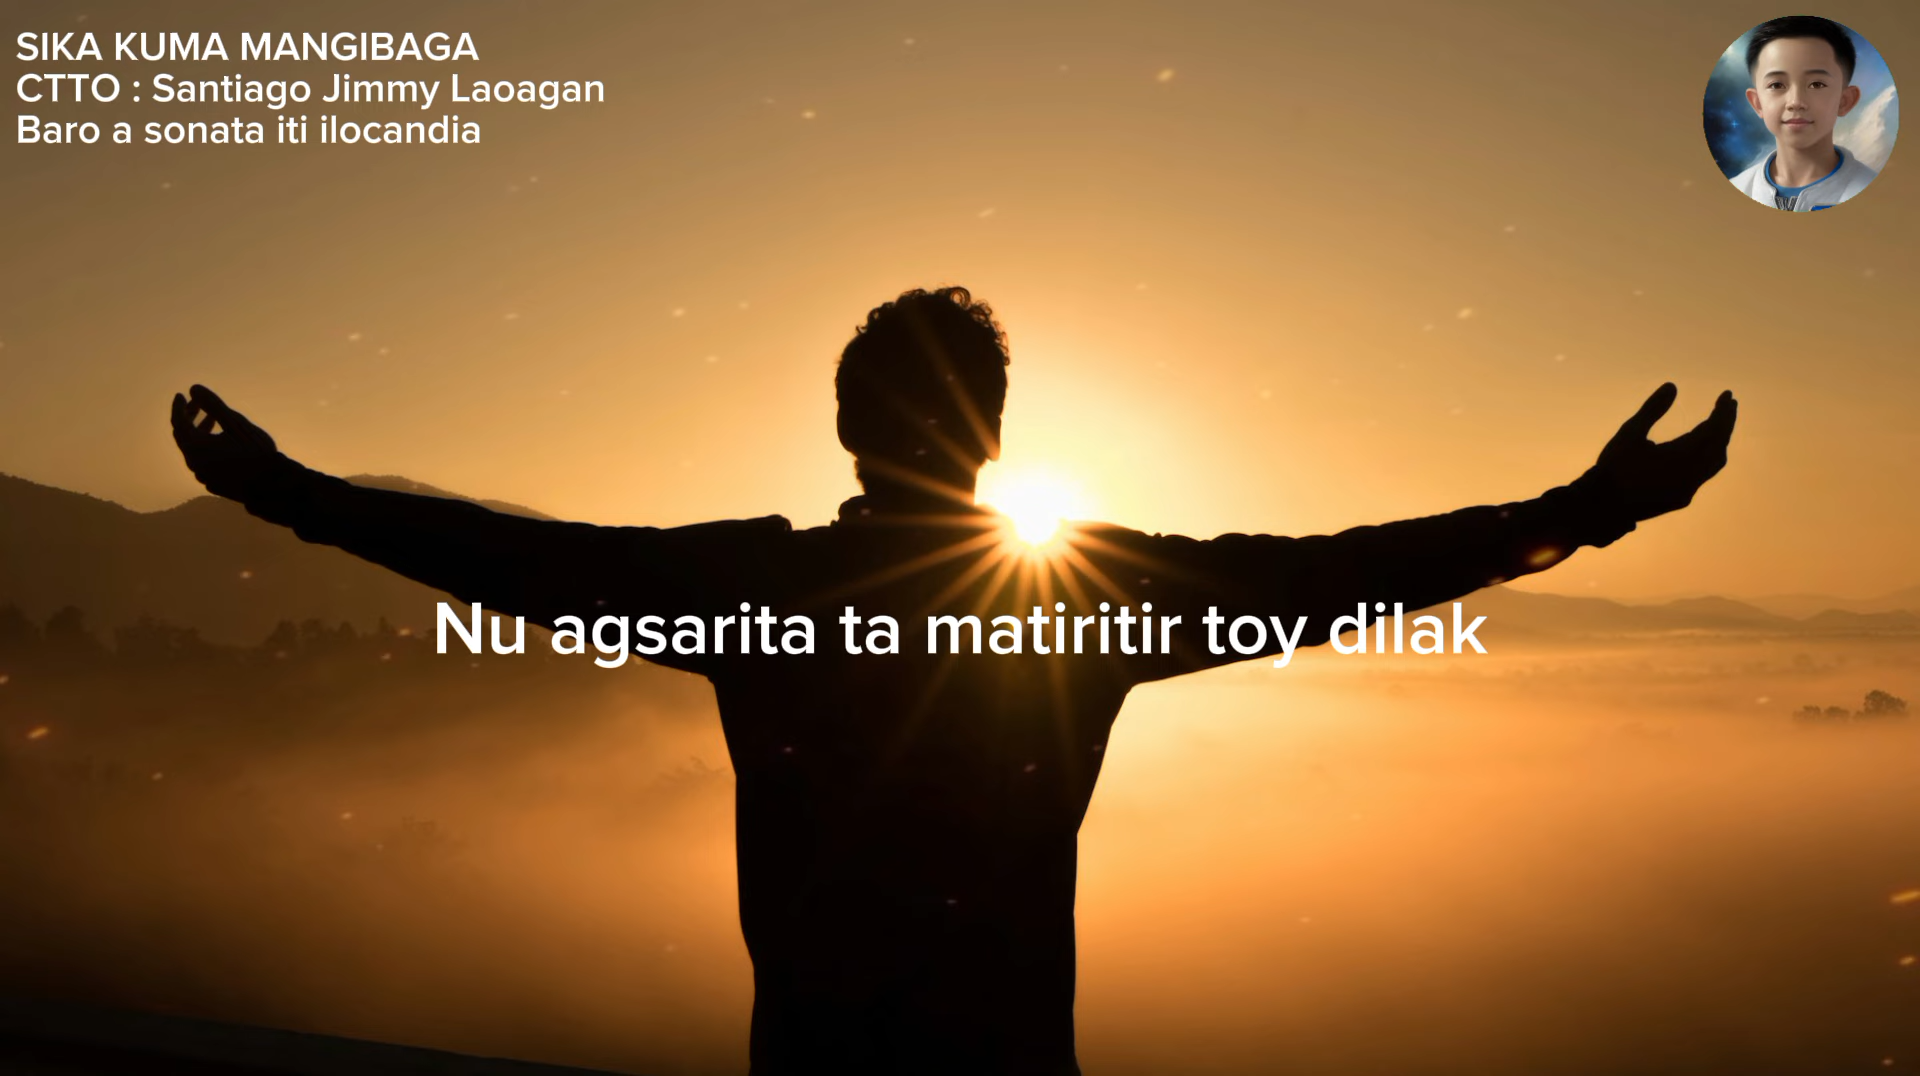 SIKA KUMA MANGIBAGA
CTTO : Santiago Jimmy Laoagan
Baro a sonata iti ilocandia
Nu agsarita ta matiritir toy dilak